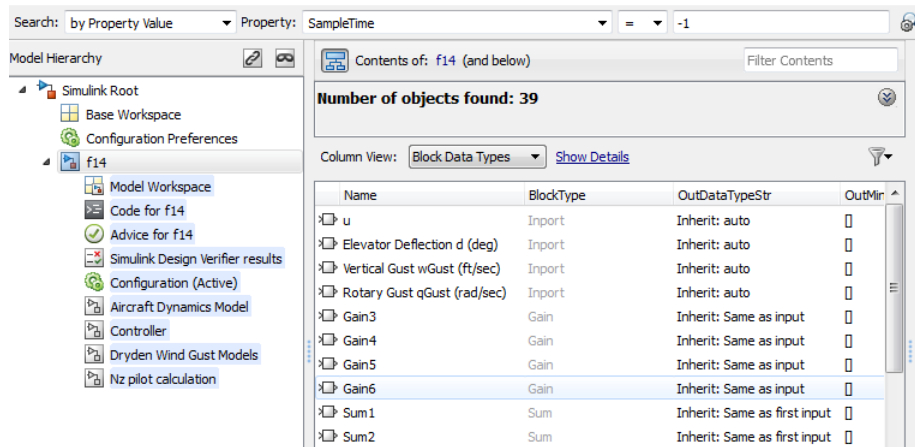 Search: by Property Value Property: SampleTime = -1
Model Hierarchy
Simulink Root
Base Workspace
Configuration Preferences
f14
Model Workspace
Code for f14
Advice for f14
Simulink Design Verifier results
Configuration (Active)
Aircraft Dynamics Model
Controller
Dryden Wind Gust Models
Nz pilot calculation
Contents of: f14 (and below) Filter Contents
Number of objects found: 39
Column View: Block Data Types Show Details
Name BlockType OutDataTypeStr OutMin
u Inport Inherit: auto []
Elevator Deflection d (deg) Inport Inherit: auto []
Vertical Gust wGust (ft/sec) Inport Inherit: auto []
Rotary Gust qGust (rad/sec) Inport Inherit: auto []
Gain3 Gain Inherit: Same as input []
Gain4 Gain Inherit: Same as input []
Gain5 Gain Inherit: Same as input []
Gain6 Gain Inherit: Same as input []
Sum1 Sum Inherit: Same as first input []
Sum2 Sum Inherit: Same as first input []